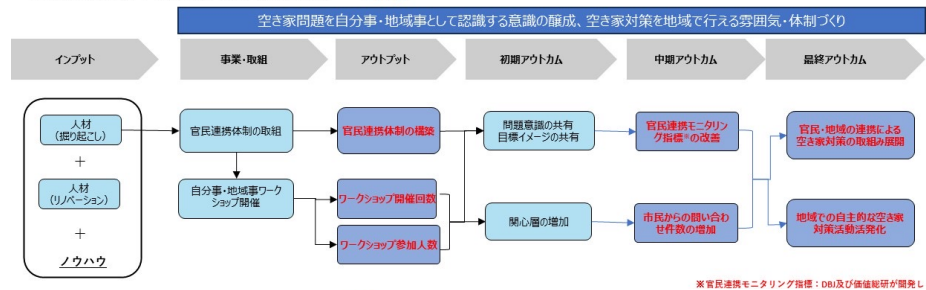 空き家問題を自分事・地域事として認識する意識の醸成、空き家対策を地域で行える雰囲気・体制づくり
インプット
事業・取組
アウトプット
初期アウトカム
中期アウトカム
最終アウトカム
人材
(掘り起こし)
+
人材
(リノベーション)
+
ノウハウ
官民連携体制の取組
自分事・地域事ワーク
ショップ開催
官民連携体制の構築
ワークショップ開催回数
ワークショップ参加人数
問題意識の共有
目標イメージの共有
関心層の増加
官民連携モニタリン
グ指標※の改善
市民からの問い合わ
せ件数の増加
官民・地域の連携による
空き家対策の取組み展開
地域での自主的な空き家
対策活動活発化
※官民連携モニタリング指標：DBJ及び価値総研が開発し